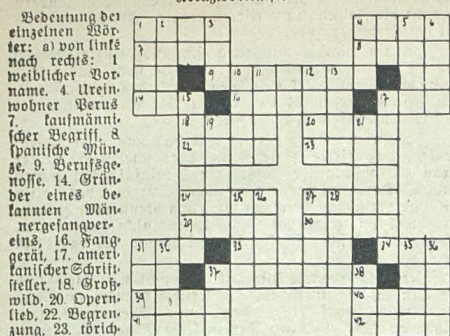 Bedeutung der
einzelnen Wör-
ter: a) von links
nach rechts: 1
weiblicher Vor-
name, 4. Urein-
wohner Perus
7. kaufmänni-
scher Begriff, 8.
spanische Mün-
ze, 9. Berufsge-
nosse, 14. Grün-
der eines be-
kannten Män-
nergesangver-
eins, 16. Fang-
gerät, 17. ameri-
kanischer Schrift-
steller, 18. Groß-
wild, 20. Opern-
lied, 22. Begren-
zung, 23. törich-
1 2 3 4 5 6
7 8
9 10 11 12 13
14 15 16 17
18 19 20 21
22 23
24 25 26 27 28
29 30
31 32 33 34 35 36
37 38
39 40
41 42